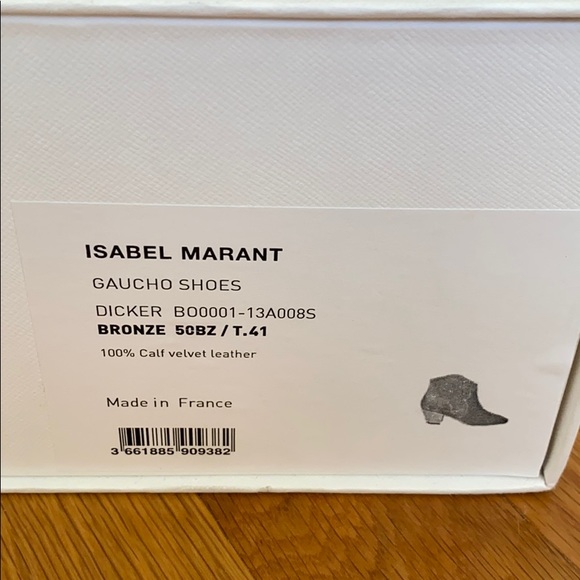 ISABEL MARANT
GAUCHO SHOES
DICKER BO0001-13A008S
BRONZE 50BZ / T.41
100% Calf velvet leather
Made in France
3 661885 909382